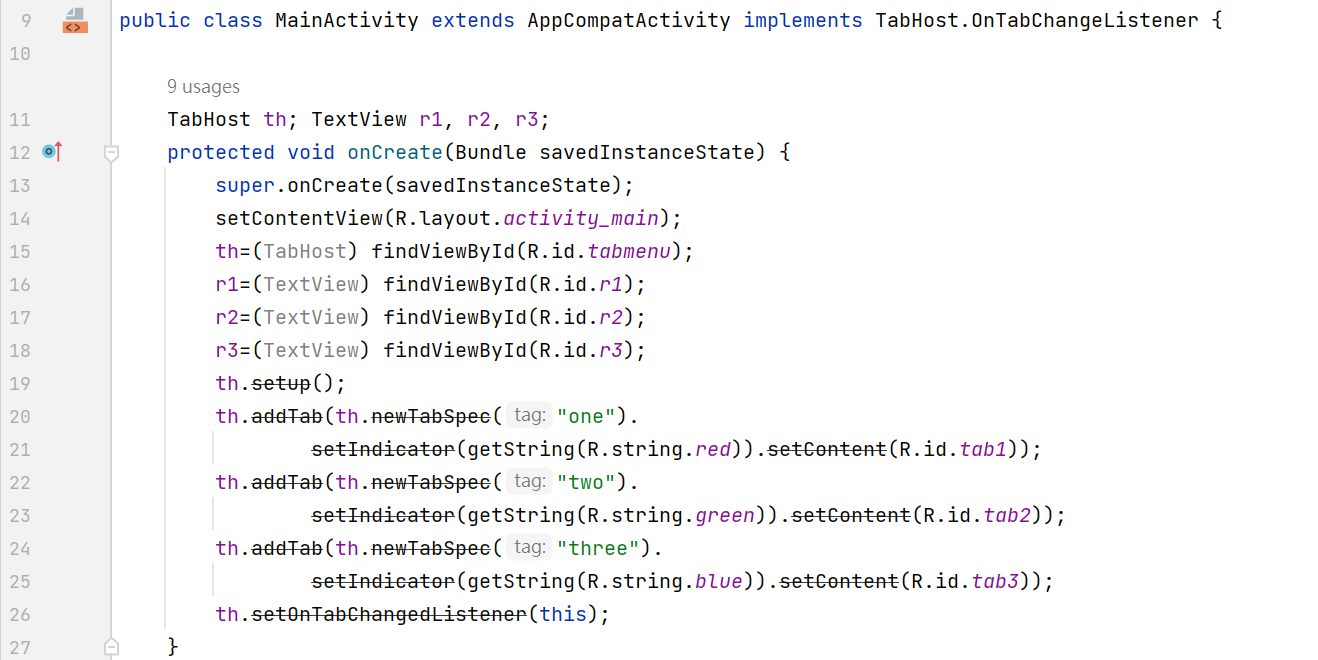 9 public class MainActivity extends AppCompatActivity implements TabHost.OnTabChangeListener {
10
9 usages
11 TabHost th; TextView r1, r2, r3;
12 protected void onCreate(Bundle savedInstanceState) {
13 super.onCreate(savedInstanceState);
14 setContentView(R.layout.activity_main);
15 th=(TabHost) findViewById(R.id.tabmenu);
16 r1=(TextView) findViewById(R.id.r1);
17 r2=(TextView) findViewById(R.id.r2);
18 r3=(TextView) findViewById(R.id.r3);
19 th.setup();
20 th.addTab(th.newTabSpec( tag: "one").
21 setIndicator(getString(R.string.red)).setContent(R.id.tab1));
22 th.addTab(th.newTabSpec( tag: "two").
23 setIndicator(getString(R.string.green)).setContent(R.id.tab2));
24 th.addTab(th.newTabSpec( tag: "three").
25 setIndicator(getString(R.string.blue)).setContent(R.id.tab3));
26 th.setOnTabChangedListener(this);
27 }